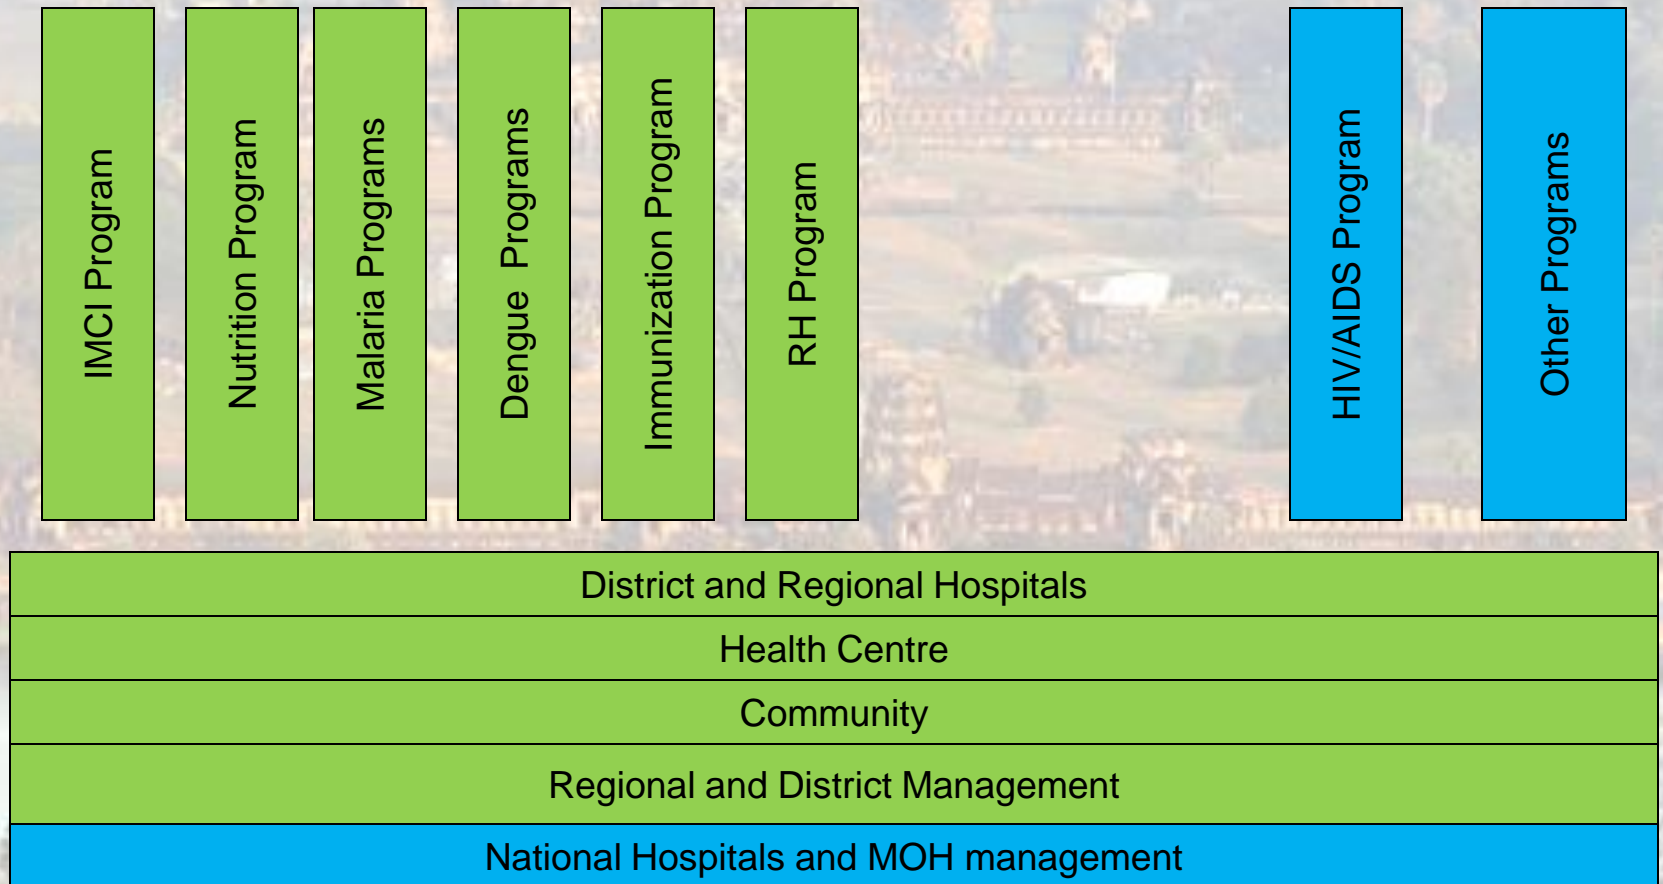 IMCI Program
Nutrition Program
Malaria Programs
Dengue  Programs
Immunization Program
RH Program
HIV/AIDS Program
Other Programs
District and Regional Hospitals
Health Centre
Community
Regional and District Management
National Hospitals and MOH management